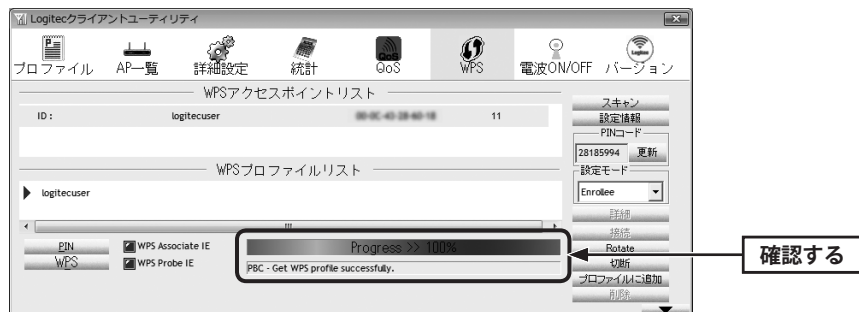 Logitecクライアントユーティリティ
プロファイル AP一覧 詳細設定 統計 QoS WPS 電波ON/OFF バージョン
WPSアクセスポイントリスト
スキャン
ID : logitecuser 11
設定情報
PINコード
28185994 更新
WPSプロファイルリスト
設定モード
logitecuser
Enrollee
詳細
接続
PIN WPS Associate IE Progress >> 100% Rotate
WPS WPS Probe IE PBC - Get WPS profile successfully. 切断
プロファイルに追加
削除
確認する